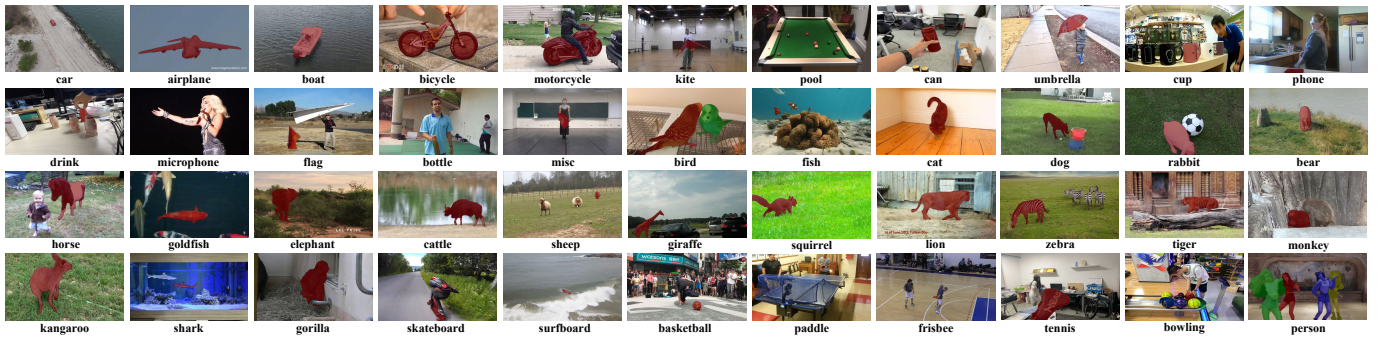 car airplane boat bicycle motorcycle kite pool can umbrella cup phone
WATSONS
drink microphone flag bottle misc bird fish cat dog rabbit bear
horse goldfish elephant cattle sheep giraffe squirrel lion zebra tiger monkey
kangaroo shark gorilla skateboard surfboard basketball paddle frisbee tennis bowling person